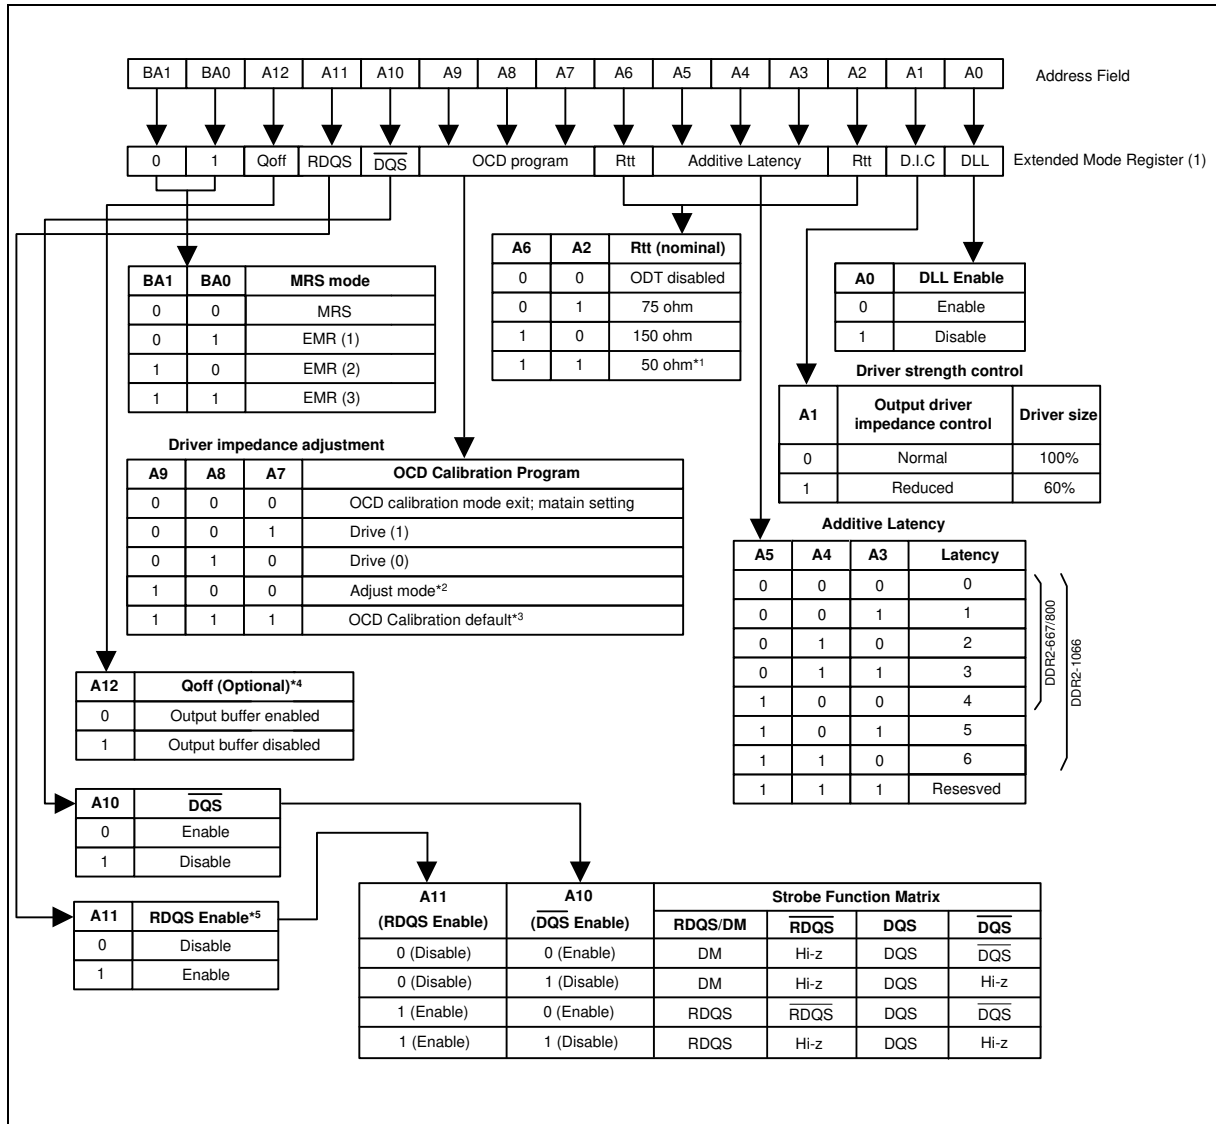 BA1 BA0 A12 A11 A10 A9 A8 A7 A6 A5 A4 A3 A2 A1 A0 Address Field
0 1 Qoff RDQS D̅Q̅S̅ OCD program Rtt Additive Latency Rtt D.I.C DLL Extended Mode Register (1)
BA1 BA0 MRS mode
0 0 MRS
0 1 EMR (1)
1 0 EMR (2)
1 1 EMR (3)
A6 A2 Rtt (nominal)
0 0 ODT disabled
0 1 75 ohm
1 0 150 ohm
1 1 50 ohm*1
A0 DLL Enable
0 Enable
1 Disable
Driver strength control
A1 Output driver impedance control Driver size
0 Normal 100%
1 Reduced 60%
Driver impedance adjustment
A9 A8 A7 OCD Calibration Program
0 0 0 OCD calibration mode exit; matain setting
0 0 1 Drive (1)
0 1 0 Drive (0)
1 0 0 Adjust mode*2
1 1 1 OCD Calibration default*3
Additive Latency
A5 A4 A3 Latency
0 0 0 0
0 0 1 1
0 1 0 2
0 1 1 3
1 0 0 4
1 0 1 5
1 1 0 6
1 1 1 Resesved
DDR2-667/800
DDR2-1066
A12 Qoff (Optional)*4
0 Output buffer enabled
1 Output buffer disabled
A10 D̅Q̅S̅
0 Enable
1 Disable
A11 RDQS Enable*5
0 Disable
1 Enable
A11 (RDQS Enable) A10 (D̅Q̅S̅ Enable) Strobe Function Matrix
RDQS/DM R̅D̅Q̅S̅ DQS D̅Q̅S̅
0 (Disable) 0 (Enable) DM Hi-z DQS D̅Q̅S̅
0 (Disable) 1 (Disable) DM Hi-z DQS Hi-z
1 (Enable) 0 (Enable) RDQS R̅D̅Q̅S̅ DQS D̅Q̅S̅
1 (Enable) 1 (Disable) RDQS Hi-z DQS Hi-z